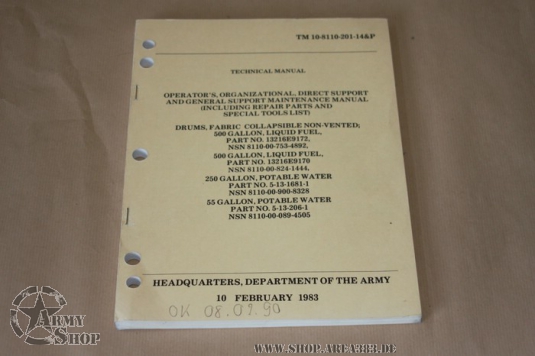 TM 10-8110-201-14&P
TECHNICAL MANUAL
OPERATOR'S, ORGANIZATIONAL, DIRECT SUPPORT
AND GENERAL SUPPORT MAINTENANCE MANUAL
(INCLUDING REPAIR PARTS AND
SPECIAL TOOLS LIST)
DRUMS, FABRIC COLLAPSIBLE NON-VENTED;
500 GALLON, LIQUID FUEL,
PART NO. 13216E9172,
NSN 8110-00-753-4892,
500 GALLON, LIQUID FUEL,
PART NO. 13216E9170
NSN 8110-00-824-1444,
250 GALLON, POTABLE WATER
PART NO. 5-13-1681-1
NSN 8110-00-900-8328
55 GALLON, POTABLE WATER
PART NO. 5-13-206-1
NSN 8110-00-089-4505
HEADQUARTERS, DEPARTMENT OF THE ARMY
10 FEBRUARY 1983
OK 08.09.90
ARMY
SHOP